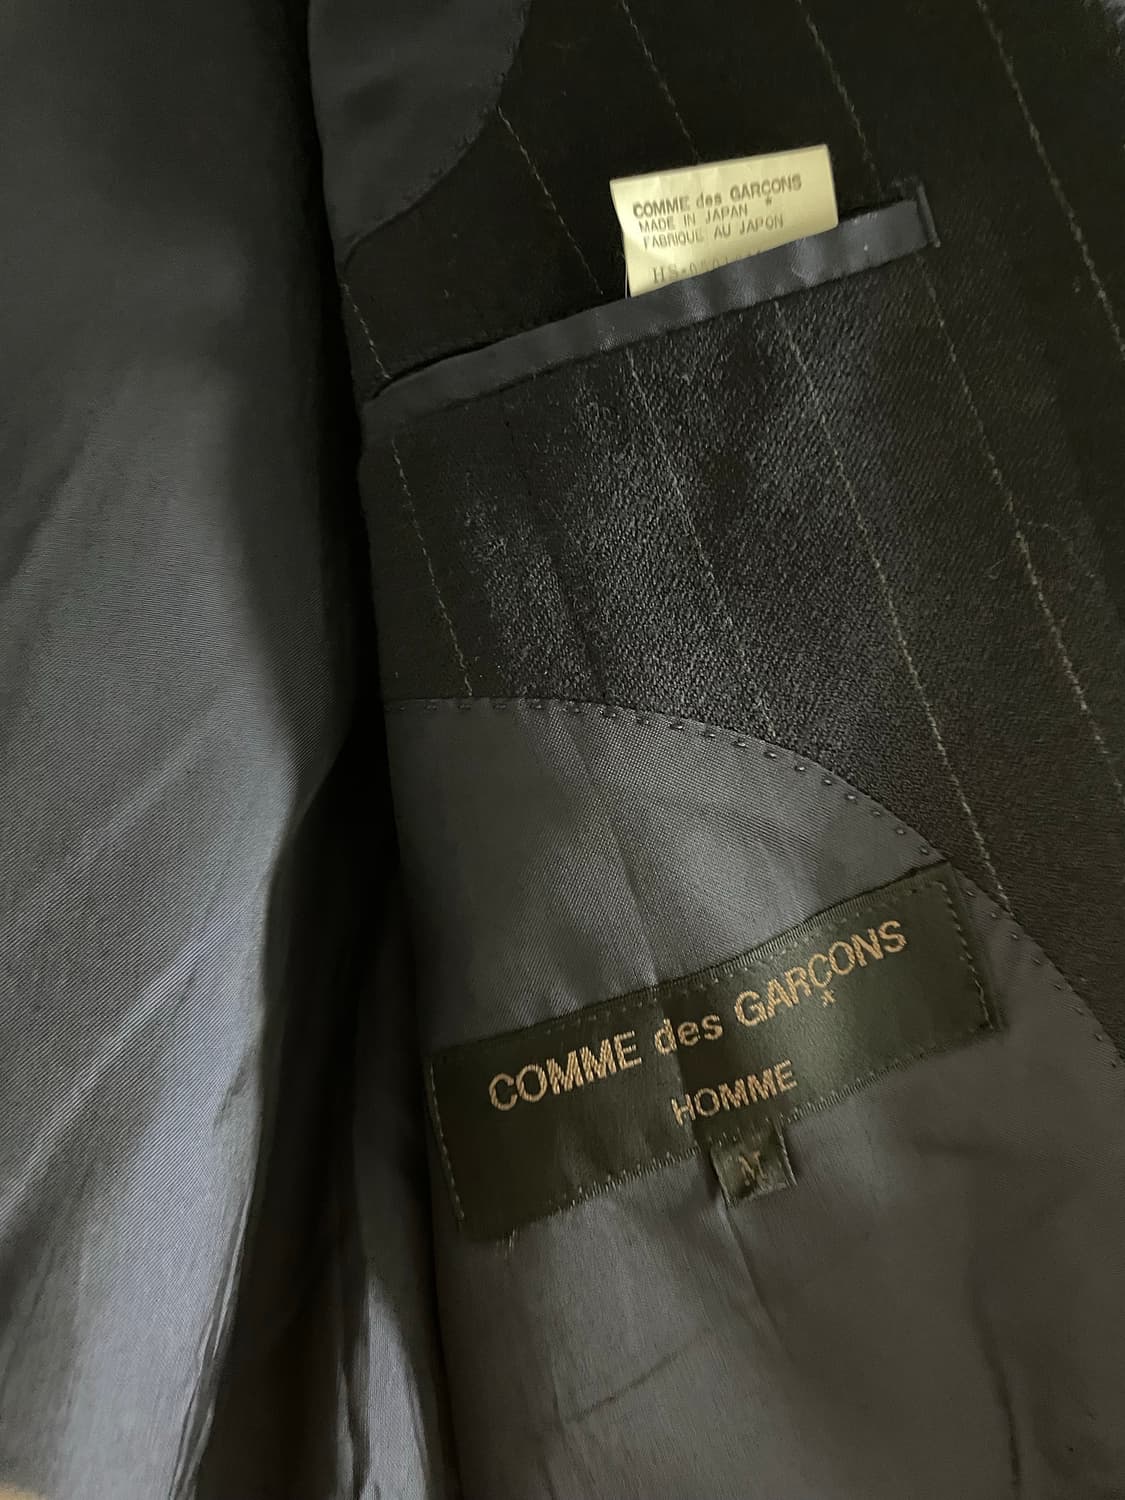 COMME des GARÇONS
MADE IN JAPAN *
FABRIQUE AU JAPON
COMME des GARÇONS
HOMME
M